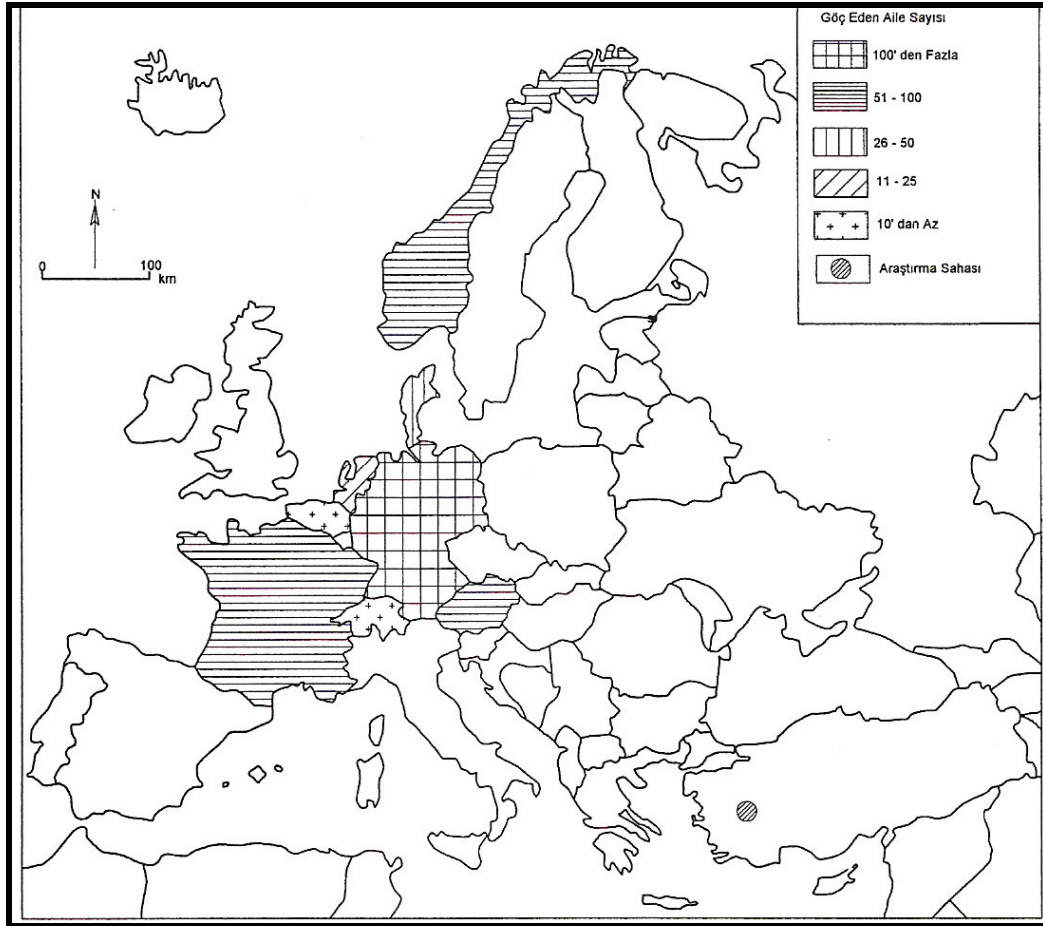 Göç Eden Aile Sayısı
100' den Fazla
51 - 100
26 - 50
11 - 25
10' dan Az
Araştırma Sahası
N
0 100
km